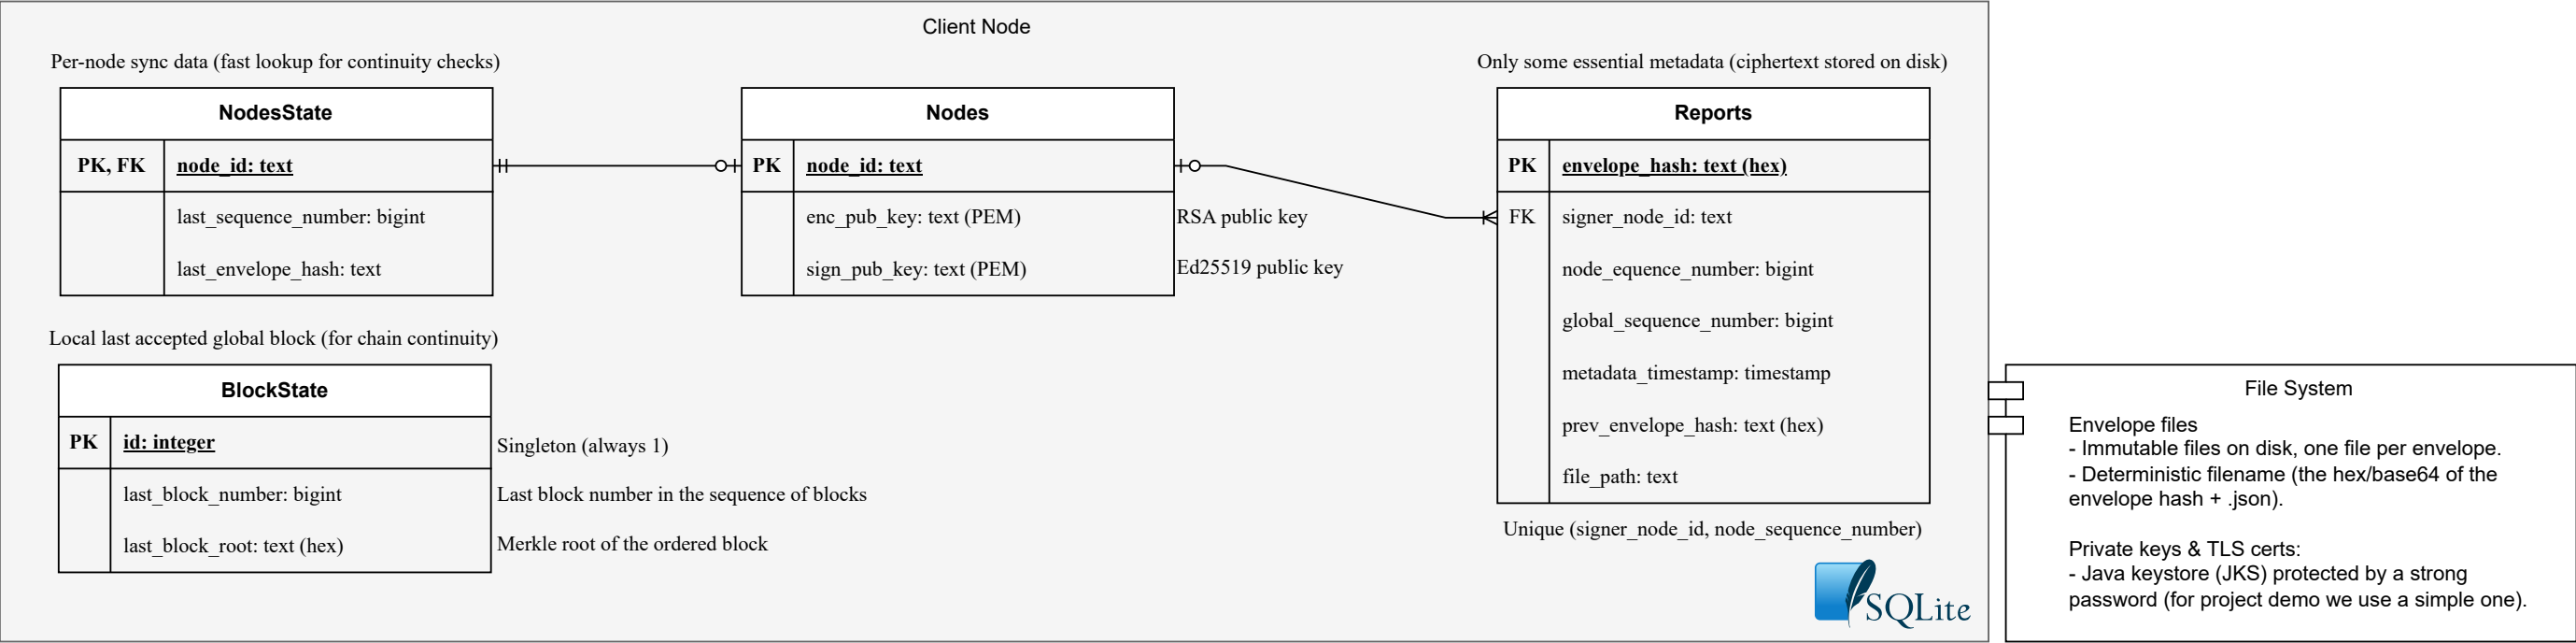 Client Node
Per-node sync data (fast lookup for continuity checks)
NodesState
PK, FK node_id: text
last_sequence_number: bigint
last_envelope_hash: text
Nodes
PK node_id: text
enc_pub_key: text (PEM)
RSA public key
sign_pub_key: text (PEM)
Ed25519 public key
Only some essential metadata (ciphertext stored on disk)
Reports
PK envelope_hash: text (hex)
FK signer_node_id: text
node_equence_number: bigint
global_sequence_number: bigint
metadata_timestamp: timestamp
prev_envelope_hash: text (hex)
file_path: text
Unique (signer_node_id, node_sequence_number)
Local last accepted global block (for chain continuity)
BlockState
PK id: integer
Singleton (always 1)
last_block_number: bigint
Last block number in the sequence of blocks
last_block_root: text (hex)
Merkle root of the ordered block
SQLite
File System
Envelope files
- Immutable files on disk, one file per envelope.
- Deterministic filename (the hex/base64 of the
envelope hash + .json).
Private keys & TLS certs:
- Java keystore (JKS) protected by a strong
password (for project demo we use a simple one).